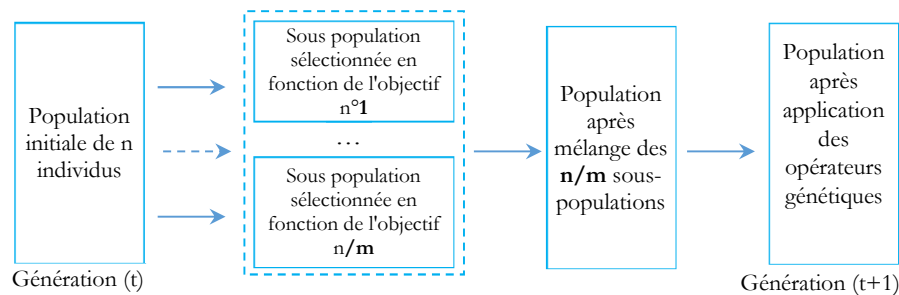 Population
initiale de n
individus
Génération (t)
Sous population
sélectionnée en
fonction de l'objectif
n°1
…
Sous population
sélectionnée en
fonction de l'objectif
n/m
Population
après
mélange des
n/m sous-
populations
Population
après
application
des
opérateurs
génétiques
Génération (t+1)